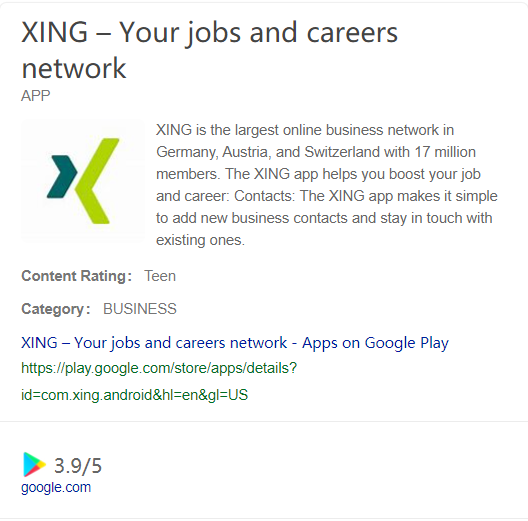 XING – Your jobs and careers
network
APP
XING is the largest online business network in
Germany, Austria, and Switzerland with 17 million
members. The XING app helps you boost your job
and career: Contacts: The XING app makes it simple
to add new business contacts and stay in touch with
existing ones.
Content Rating： Teen
Category： BUSINESS
XING – Your jobs and careers network - Apps on Google Play
https://play.google.com/store/apps/details?
id=com.xing.android&hl=en&gl=US
3.9/5
google.com